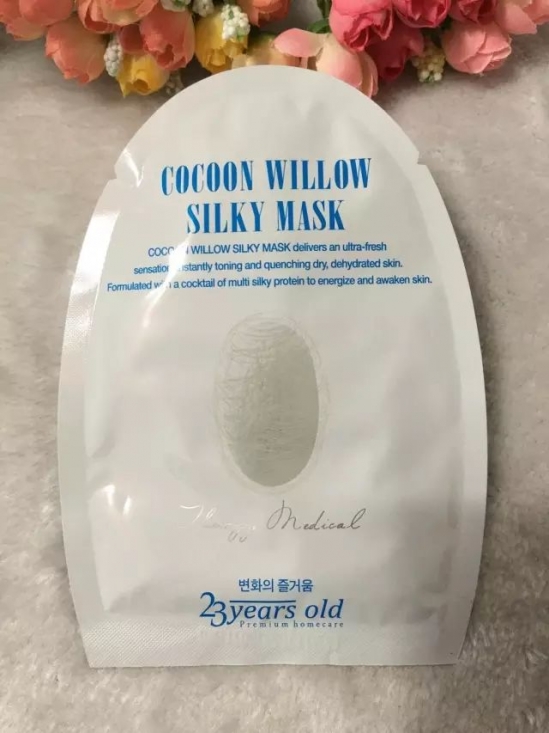 COCOON WILLOW
SILKY MASK
WILLOW SILKY MASK delivers an ultra-fresh
toning and quenching dry, dehydrated skin.
Formulated a cocktail of multi silky protein to energize and awaken skin.
Medical
변화의 즐거움
23 years old
Premium homecare